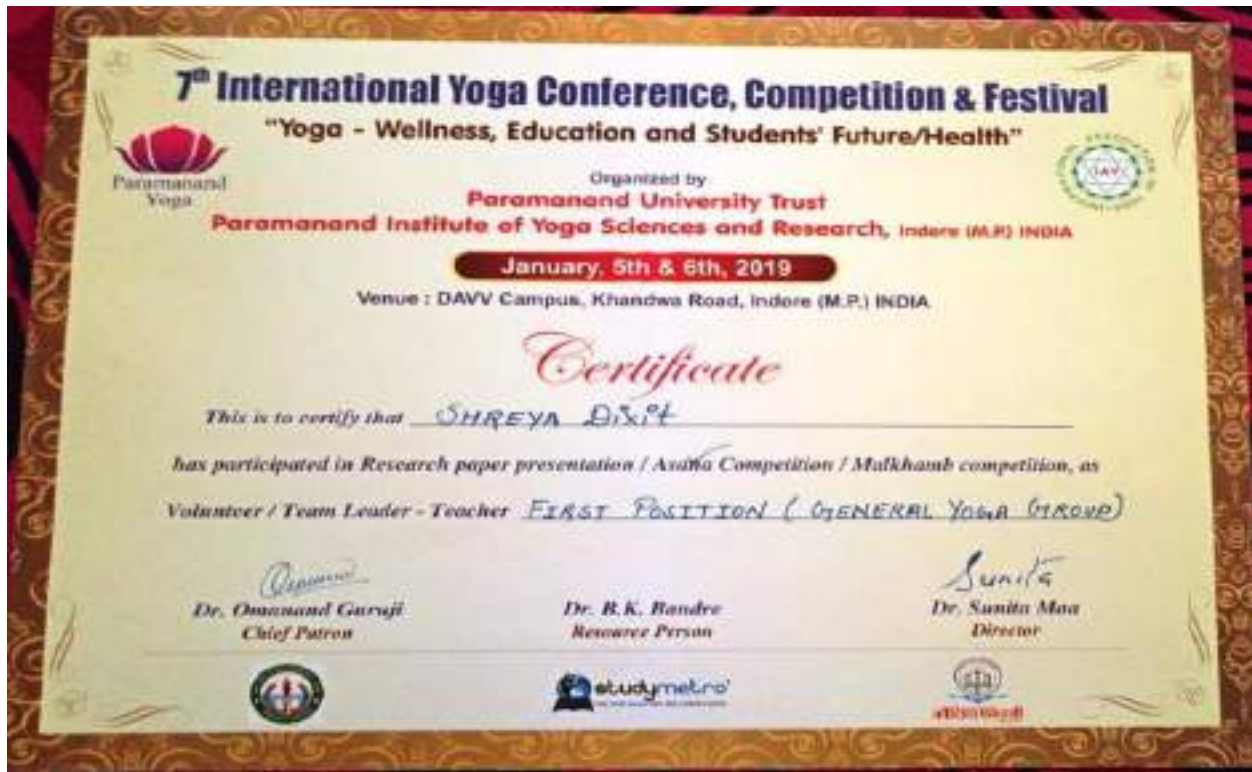 7th International Yoga Conference, Competition & Festival
"Yoga - Wellness, Education and Students' Future/Health"
Paramanand
Yoga
IAY
Organized by
Paramanand University Trust
Paramanand Institute of Yoga Sciences and Research, Indore (M.P.) INDIA
January, 5th & 6th, 2019
Venue : DAVV Campus, Khandwa Road, Indore (M.P.) INDIA
Certificate
This is to certify that SHREYA Dixit
has participated in Research paper presentation / Asana Competition / Malkhamb competition, as
Volunteer / Team Leader - Teacher FIRST POSITION ( GENERAL YOGA GROUP)
Sunita
Dr. Omanand Guruji
Dr. B.K. Bandre
Dr. Sunita Maa
Chief Patron
Resource Person
Director
studymetro